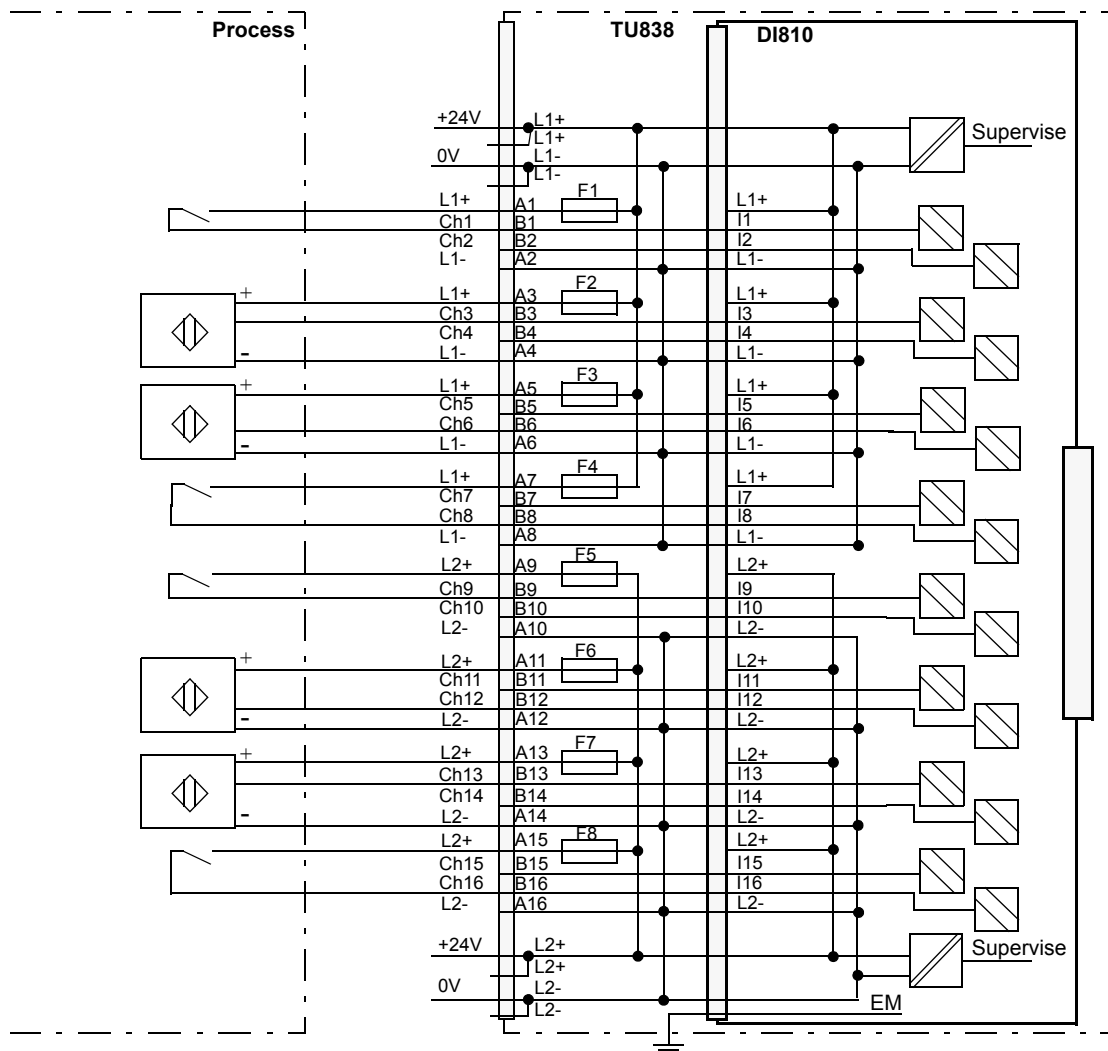 Process TU838 DI810
+24V L1+
L1+ Supervise
0V L1-
L1-
F1
L1+ A1 L1+
Ch1 B1 I1
Ch2 B2 I2
L1- A2 L1-
F2
+ L1+ A3 L1+
Ch3 B3 I3
Ch4 B4 I4
- L1- A4 L1-
F3
+ L1+ A5 L1+
Ch5 B5 I5
Ch6 B6 I6
- L1- A6 L1-
F4
L1+ A7 L1+
Ch7 B7 I7
Ch8 B8 I8
L1- A8 L1-
F5
L2+ A9 L2+
Ch9 B9 I9
Ch10 B10 I10
L2- A10 L2-
F6
+ L2+ A11 L2+
Ch11 B11 I11
Ch12 B12 I12
- L2- A12 L2-
F7
+ L2+ A13 L2+
Ch13 B13 I13
Ch14 B14 I14
- L2- A14 L2-
F8
L2+ A15 L2+
Ch15 B15 I15
Ch16 B16 I16
L2- A16 L2-
+24V L2+ Supervise
L2+
0V L2-
L2- EM